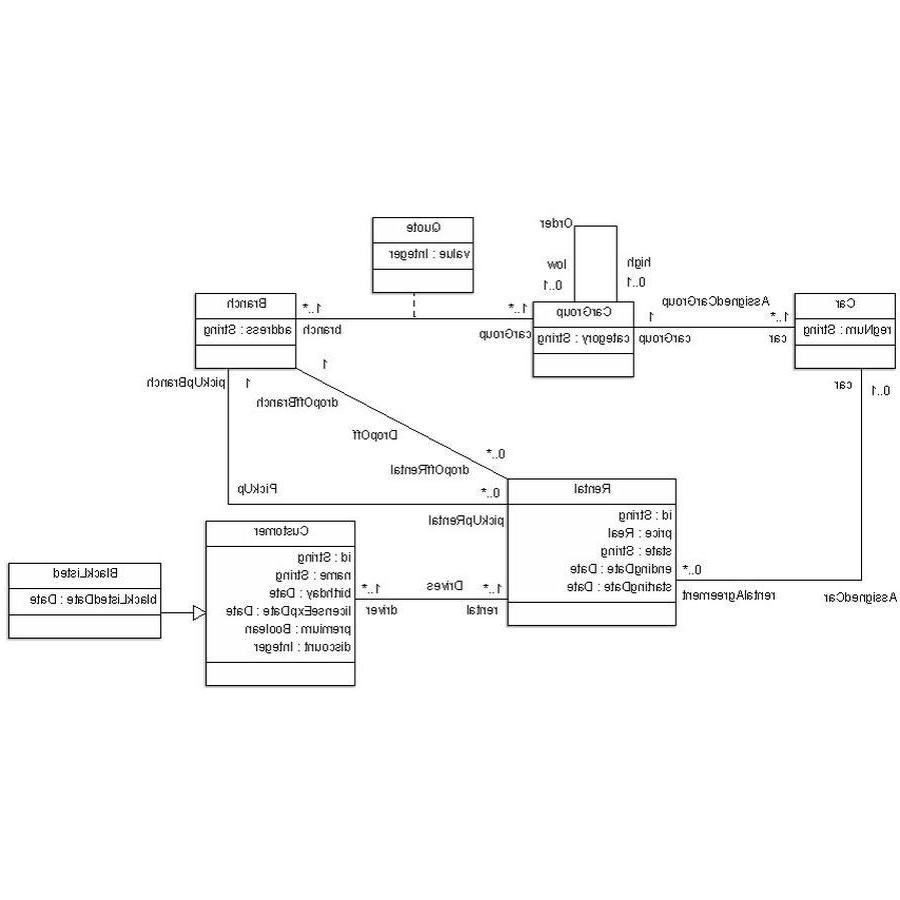 Order
Quote
value : Integer
low
high
0..1
0..1
AssignedCarGroup
Car
regNum : String
1..*
car
1
carGroup
CarGroup
category : String
1..*
carGroup
1..*
branch
Branch
address : String
car
0..1
1
dropOffBranch
1
pickUpBranch
DropOff
0..*
dropOffRental
0..*
PickUp
pickUpRental
Rental
id : String
price : Real
state : String
endingDate : Date
startingDate : Date
0..*
rentalAgreement
AssignedCar
Customer
id : String
name : String
birthday : Date
licenseExpDate : Date
premium : Boolean
discount : Integer
1..*
Drives
1..*
rental
driver
BlackListed
blackListedDate : Date